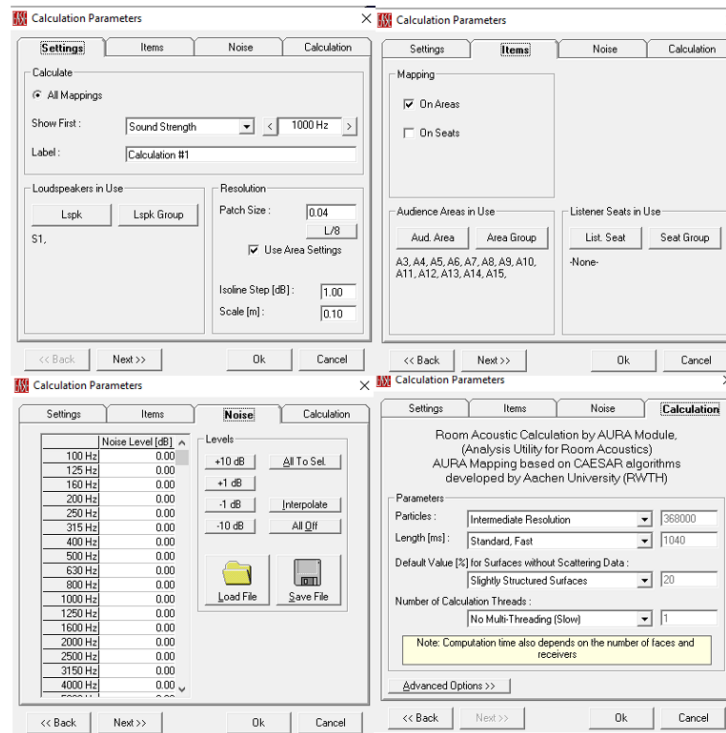 Calculation Parameters
Settings Items Noise Calculation
Calculate
All Mappings
Show First : Sound Strength < 1000 Hz >
Label : Calculation #1
Loudspeakers in Use
Lspk Lspk Group
S1,
Resolution
Patch Size : 0.04
L/8
Use Area Settings
Isoline Step [dB] : 1.00
Scale [m] : 0.10
<< Back Next >> Ok Cancel
Calculation Parameters
Settings Items Noise Calculation
Mapping
On Areas
On Seats
Audience Areas in Use
Aud. Area Area Group
A3, A4, A5, A6, A7, A8, A9, A10,
A11, A12, A13, A14, A15,
Listener Seats in Use
List. Seat Seat Group
-None-
<< Back Next >> Ok Cancel
Calculation Parameters
Settings Items Noise Calculation
Noise Level [dB]
100 Hz 0.00
125 Hz 0.00
160 Hz 0.00
200 Hz 0.00
250 Hz 0.00
315 Hz 0.00
400 Hz 0.00
500 Hz 0.00
630 Hz 0.00
800 Hz 0.00
1000 Hz 0.00
1250 Hz 0.00
1600 Hz 0.00
2000 Hz 0.00
2500 Hz 0.00
3150 Hz 0.00
4000 Hz 0.00
Levels
+10 dB All To Sel.
+1 dB
-1 dB Interpolate
-10 dB All Off
Load File Save File
<< Back Next >> Ok Cancel
Calculation Parameters
Settings Items Noise Calculation
Room Acoustic Calculation by AURA Module,
(Analysis Utility for Room Acoustics)
AURA Mapping based on CAESAR algorithms
developed by Aachen University (RWTH)
Parameters
Particles : Intermediate Resolution 368000
Length [ms] : Standard, Fast 1040
Default Value [%] for Surfaces without Scattering Data :
Slightly Structured Surfaces 20
Number of Calculation Threads :
No Multi-Threading (Slow) 1
Note: Computation time also depends on the number of faces and
receivers
Advanced Options >>
<< Back Next >> Ok Cancel